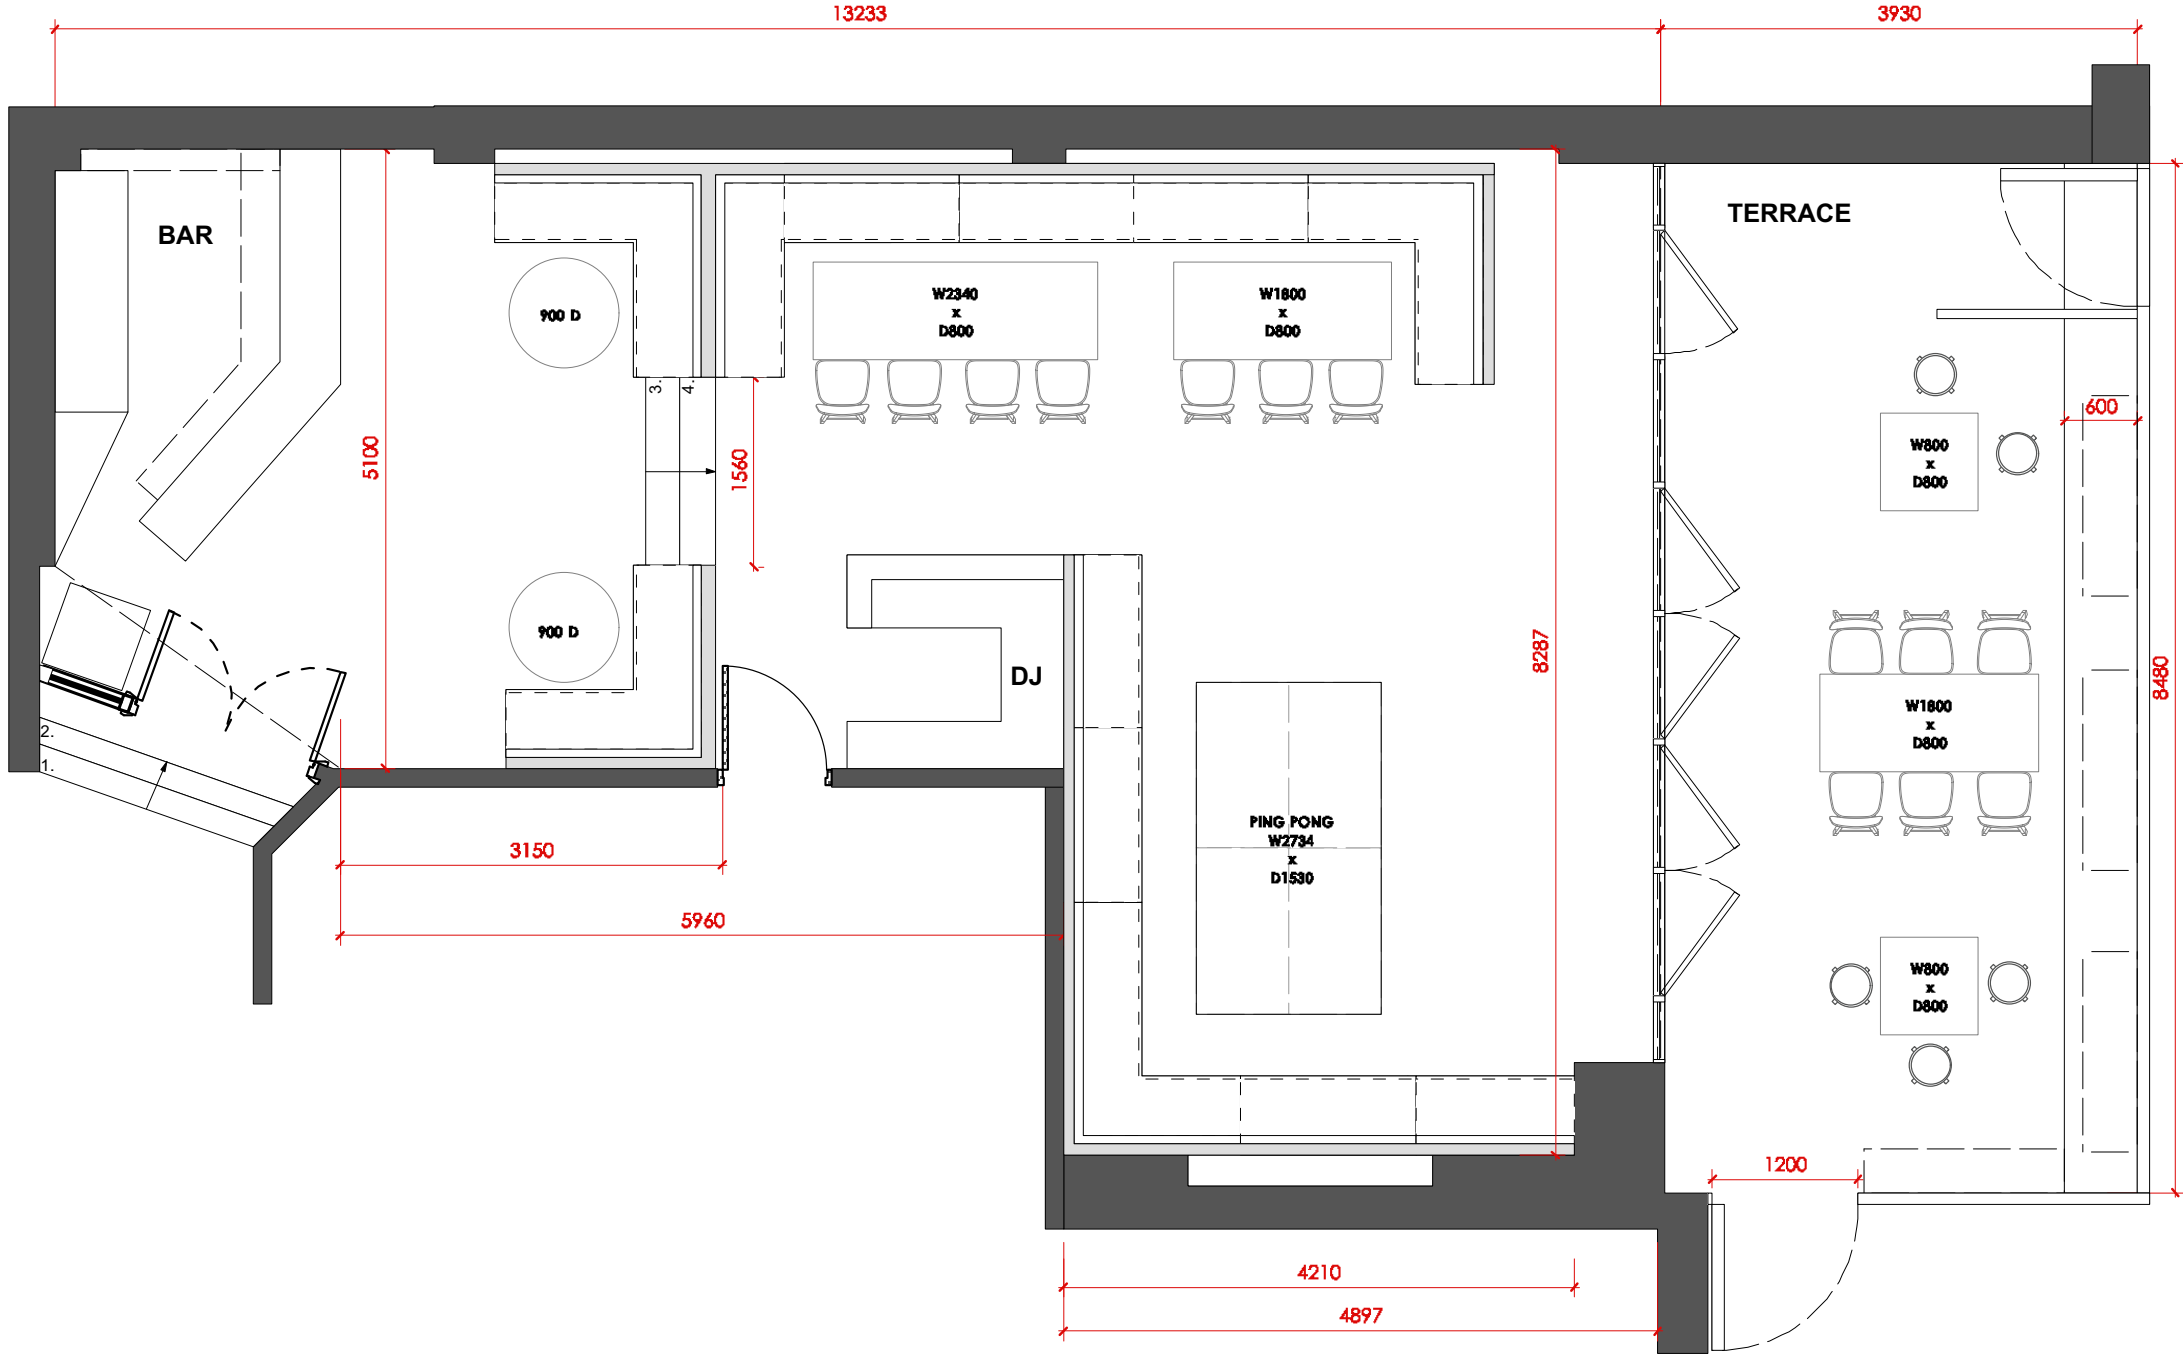 13233
3930
BAR
TERRACE
W2340
x
D800
W1800
x
D800
900 D
3.
4.
600
5100
1560
W800
x
D800
900 D
8287
DJ
8480
W1800
x
D800
2.
1.
PING PONG
W2734
x
D1530
3150
5960
W800
x
D800
1200
4210
4897